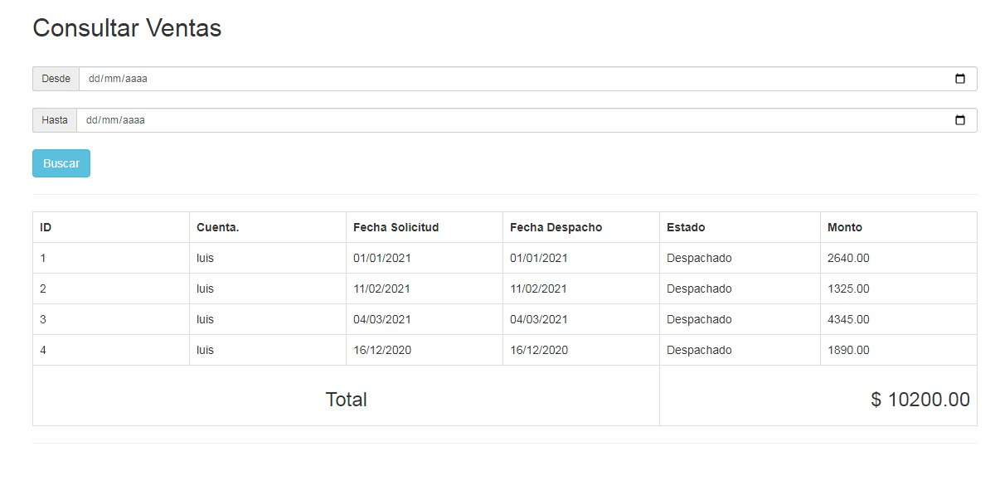 Consultar Ventas
Desde dd/mm/aaaa
Hasta dd/mm/aaaa
Buscar
ID Cuenta. Fecha Solicitud Fecha Despacho Estado Monto
1 luis 01/01/2021 01/01/2021 Despachado 2640.00
2 luis 11/02/2021 11/02/2021 Despachado 1325.00
3 luis 04/03/2021 04/03/2021 Despachado 4345.00
4 luis 16/12/2020 16/12/2020 Despachado 1890.00
Total $ 10200.00